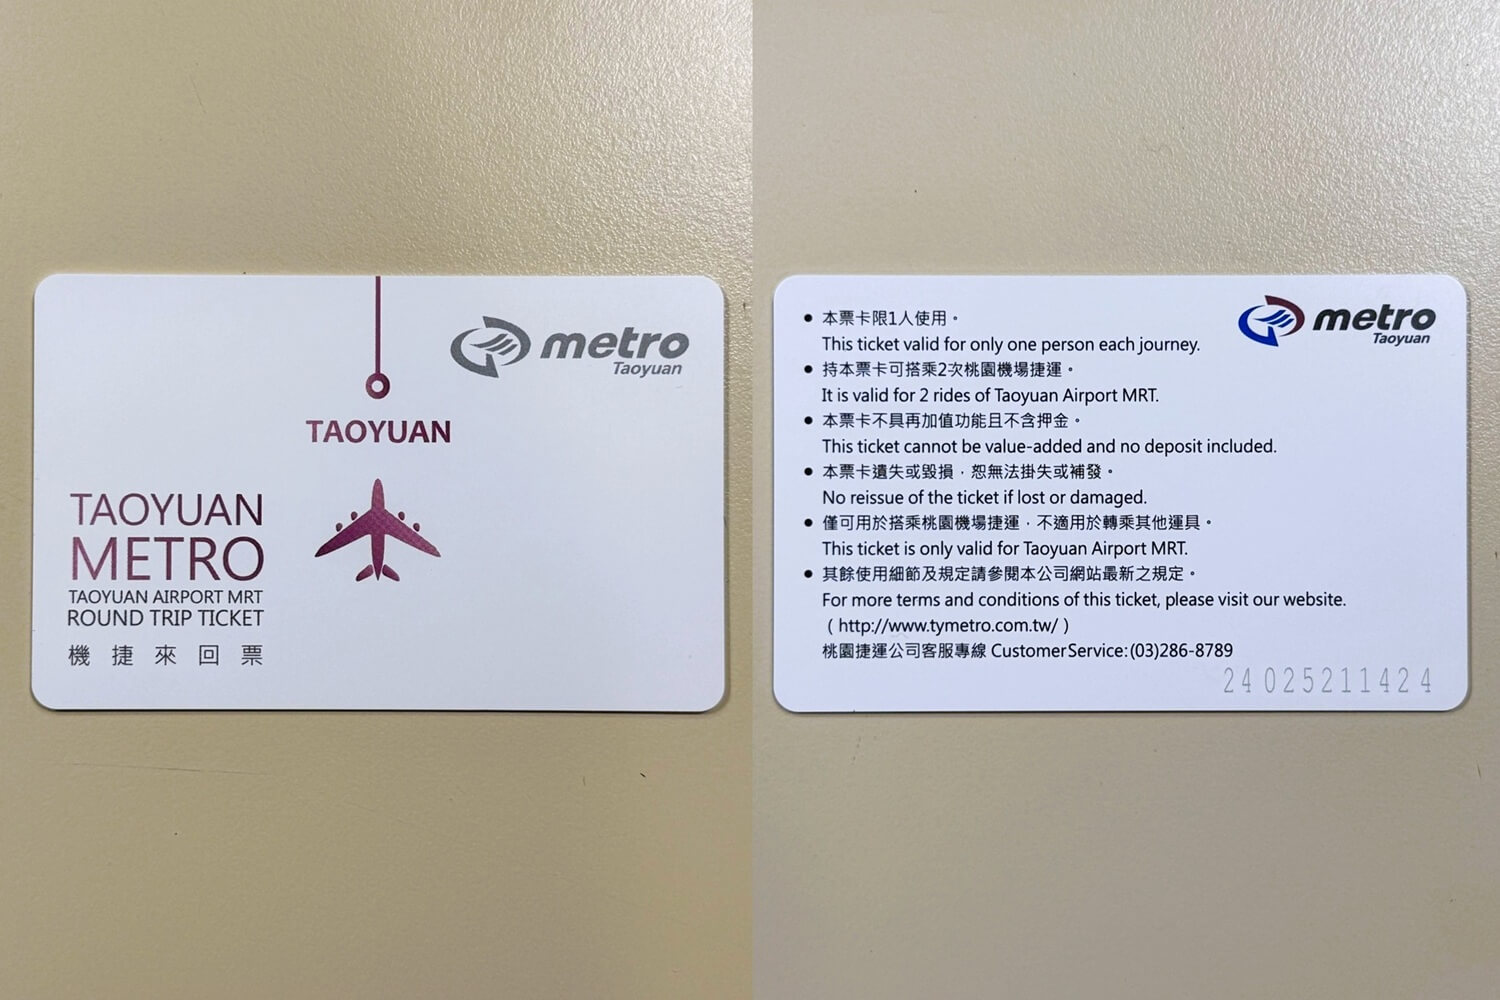 metro
Taoyuan
TAOYUAN
TAOYUAN
METRO
TAOYUAN AIRPORT MRT
ROUND TRIP TICKET
機捷來回票
metro
Taoyuan
● 本票卡限1人使用。
This ticket valid for only one person each journey.
● 持本票卡可搭乘2次桃園機場捷運。
It is valid for 2 rides of Taoyuan Airport MRT.
● 本票卡不具再加值功能且不含押金。
This ticket cannot be value-added and no deposit included.
● 本票卡遺失或毀損，恕無法掛失或補發。
No reissue of the ticket if lost or damaged.
● 僅可用於搭乘桃園機場捷運，不適用於轉乘其他運具。
This ticket is only valid for Taoyuan Airport MRT.
● 其餘使用細節及規定請參閱本公司網站最新之規定。
For more terms and conditions of this ticket, please visit our website.
( http://www.tymetro.com.tw/ )
桃園捷運公司客服專線 CustomerService:(03)286-8789
24025211424